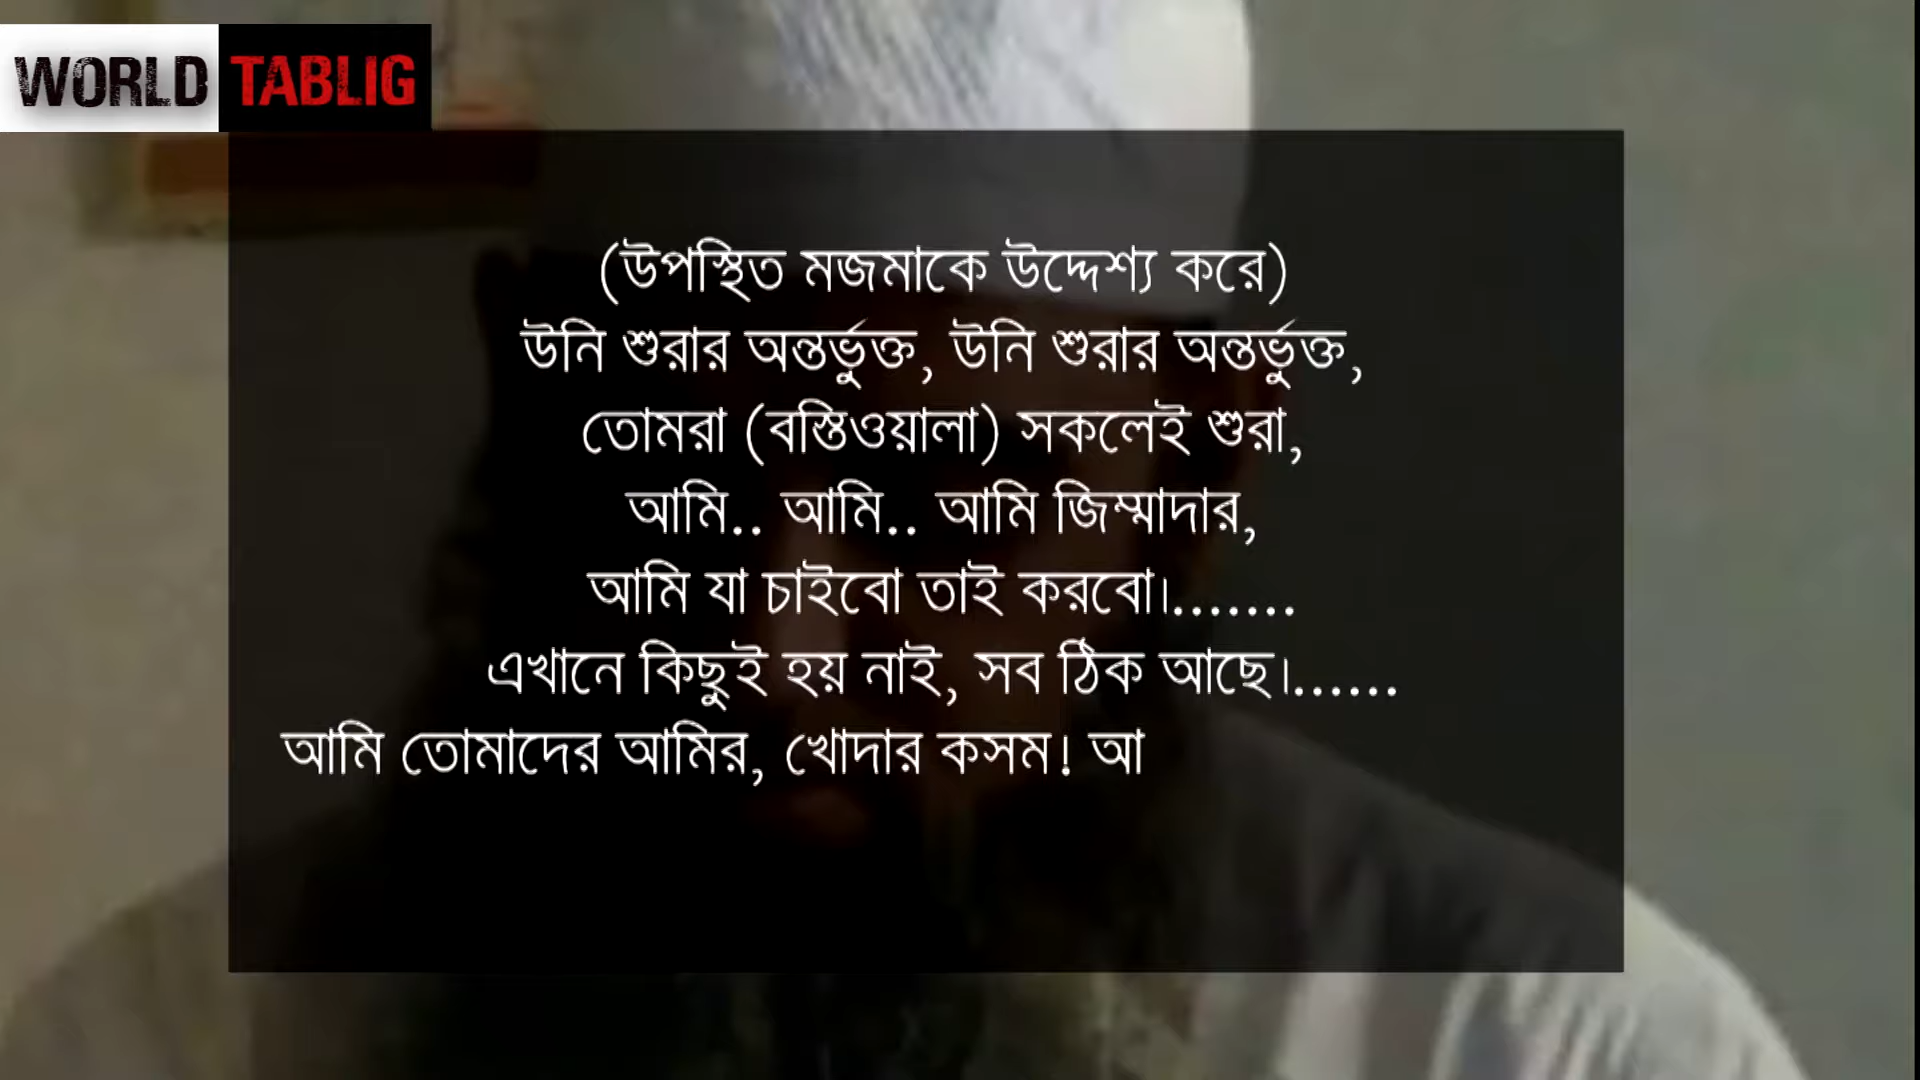 WORLD TABLIG
(উপস্থিত মজমাকে উদ্দেশ্য করে)
উনি শুরার অন্তর্ভুক্ত, উনি শুরার অন্তর্ভুক্ত,
তোমরা (বস্তিওয়ালা) সকলেই শুরা,
আমি.. আমি.. আমি জিম্মাদার,
আমি যা চাইবো তাই করবো।.......
এখানে কিছুই হয় নাই, সব ঠিক আছে।......
আমি তোমাদের আমির, খোদার কসম! আ